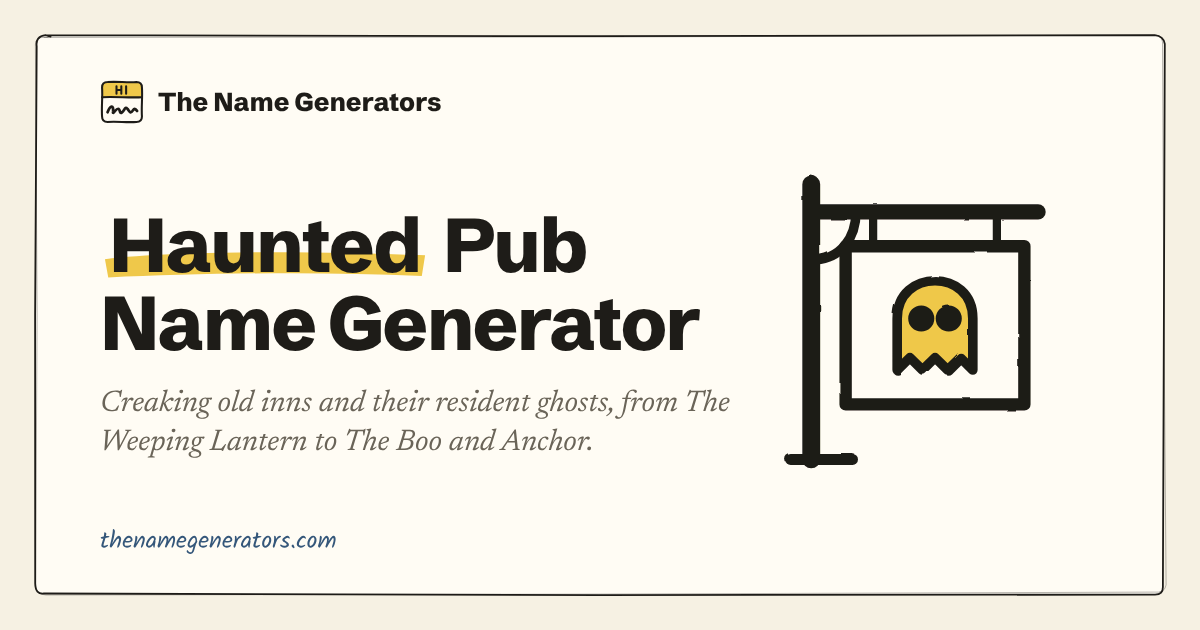 HI
The Name Generators
Haunted Pub
Name Generator
Creaking old inns and their resident ghosts, from The
Weeping Lantern to The Boo and Anchor.
thenamegenerators.com